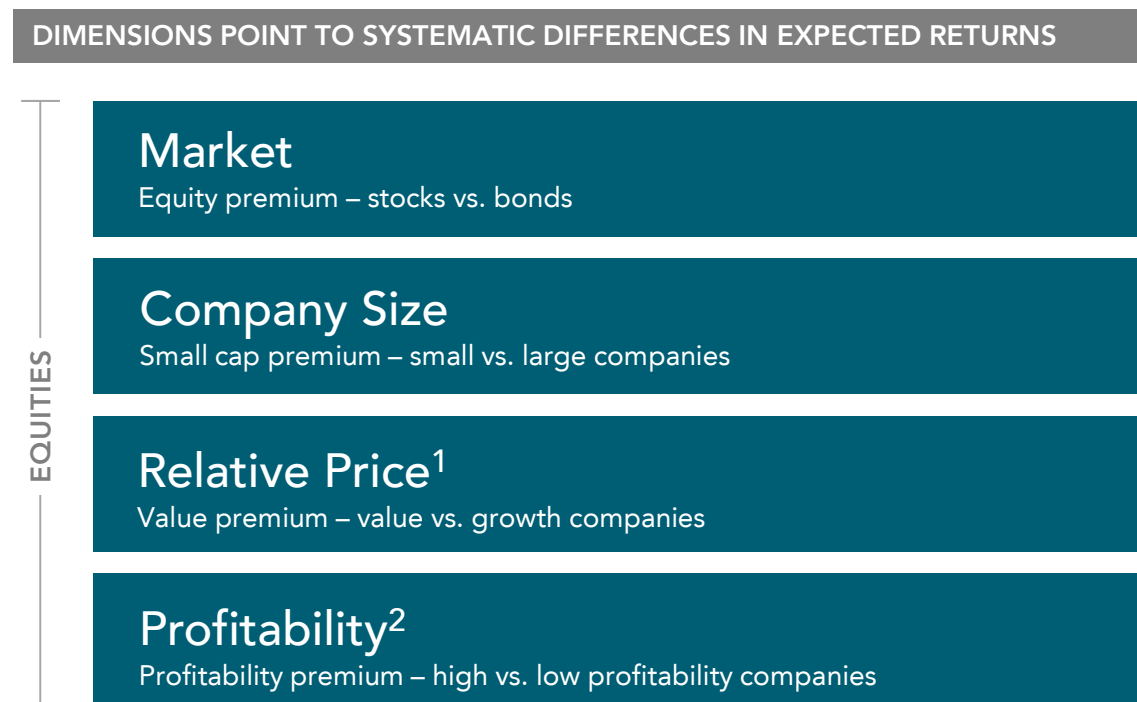 DIMENSIONS POINT TO SYSTEMATIC DIFFERENCES IN EXPECTED RETURNS
EQUITIES
Market
Equity premium – stocks vs. bonds
Company Size
Small cap premium – small vs. large companies
Relative Price¹
Value premium – value vs. growth companies
Profitability²
Profitability premium – high vs. low profitability companies